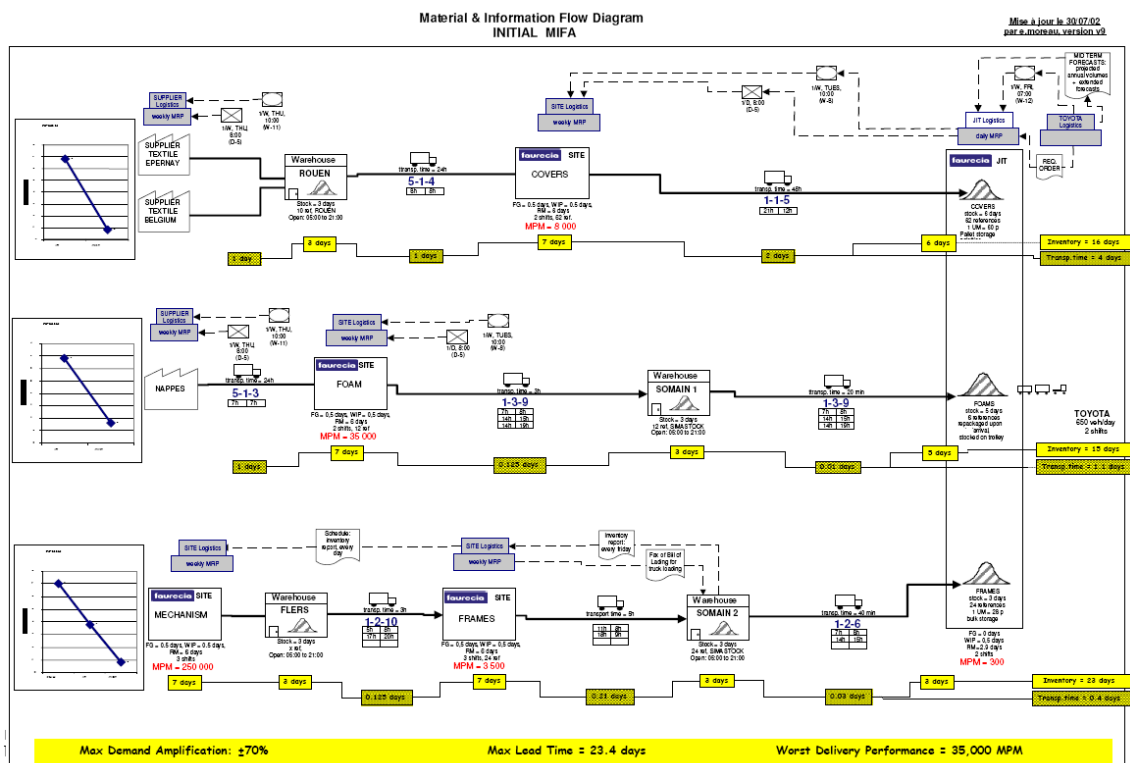 Material & Information Flow Diagram
INITIAL MIFA
Mise à jour le 30/07/02
par e.moreau, version v9
MID TERM
FORECASTS:
projected
annual volumes
+ extended
forecasts
SUPPLIER
Logistics
weekly MRP
1/W, THU,
10:00
(W-11)
1/W, THU,
8:00
(D-5)
SITE Logistics
weekly MRP
1/D, 8:00
(D-5)
1/W, TUES,
10:00
(W-8)
1/W, FRI,
07:00
(W-12)
JIT Logistics
daily MRP
TOYOTA
Logistics
REQ.
ORDER
SUPPLIER
TEXTILE
EPERNAY
SUPPLIER
TEXTILE
BELGIUM
Warehouse
ROUEN
Stock = 3 days
10 ref, ROUEN
Open: 05:00 to 21:00
transp. time = 24h
5-1-4
8h 8h
faurecia SITE
COVERS
FG = 0,5 days, WIP = 0,5 days,
RM = 6 days
2 shifts, 62 ref.
MPM = 8 000
transp. time = 48h
1-1-5
21h 12h
faurecia JIT
COVERS
stock = 6 days
62 references
1 UM = 60 p
Pallet storage
1 day
3 days
1 days
7 days
2 days
6 days
Inventory = 16 days
Transp.time = 4 days
SUPPLIER
Logistics
weekly MRP
1/W, THU,
10:00
(W-11)
1/W, THU,
8:00
(D-5)
SITE Logistics
weekly MRP
1/D, 8:00
(D-5)
1/W, TUES,
10:00
(W-8)
NAPPES
transp. time = 24h
5-1-3
7h 7h
faurecia SITE
FOAM
FG = 0,5 days, WIP = 0,5 days,
RM = 6 days
2 shifts, 12 ref
MPM = 35 000
transp. time = 3h
1-3-9
7h 8h
14h 15h
14h 19h
Warehouse
SOMAIN 1
Stock = 3 days
12 ref, SIMASTOCK
Open: 05:00 to 21:00
transp. time = 20 min
1-3-9
7h 8h
14h 15h
14h 19h
FOAMS
stock = 5 days
6 references
repackaged upon
arrival,
stocked on trolley
TOYOTA
650 veh/day
2 shifts
1 days
7 days
0.125 days
3 days
0.01 days
5 days
Inventory = 15 days
Transp.time = 1.1 days
SITE Logistics
weekly MRP
Schedule:
inventory
report, every
day
SITE Logistics
weekly MRP
Inventory
report:
every friday
Fax of Bill of
Lading for
truck loading
faurecia SITE
MECHANISM
FG = 0,5 days, WIP = 0,5 days,
RM = 6 days
3 shifts
MPM = 250 000
Warehouse
FLERS
Stock = 3 days
x ref,
Open: 05:00 to 21:00
transp. time = 3h
1-2-10
5h 8h
17h 20h
faurecia SITE
FRAMES
FG = 0,5 days, WIP = 0,5 days,
RM = 6 days
3 shifts, 24 ref
MPM = 3 500
transport time = 5h
11h 8h
18h 9h
Warehouse
SOMAIN 2
Stock = 3 days
24 ref, SIMASTOCK
Open: 05:00 to 21:00
transp. time = 40 min
1-2-6
7h 8h
14h 15h
FRAMES
stock = 3 days
24 references
1 UM = 28 p
bulk storage
FG = 0 days
WIP = 0,5 days
RM=2,9 days
2 shifts
MPM = 300
7 days
3 days
0.125 days
7 days
0.21 days
3 days
0.03 days
3 days
Inventory = 23 days
Transp.time = 0.4 days
Max Demand Amplification: ±70%
Max Lead Time = 23.4 days
Worst Delivery Performance = 35,000 MPM